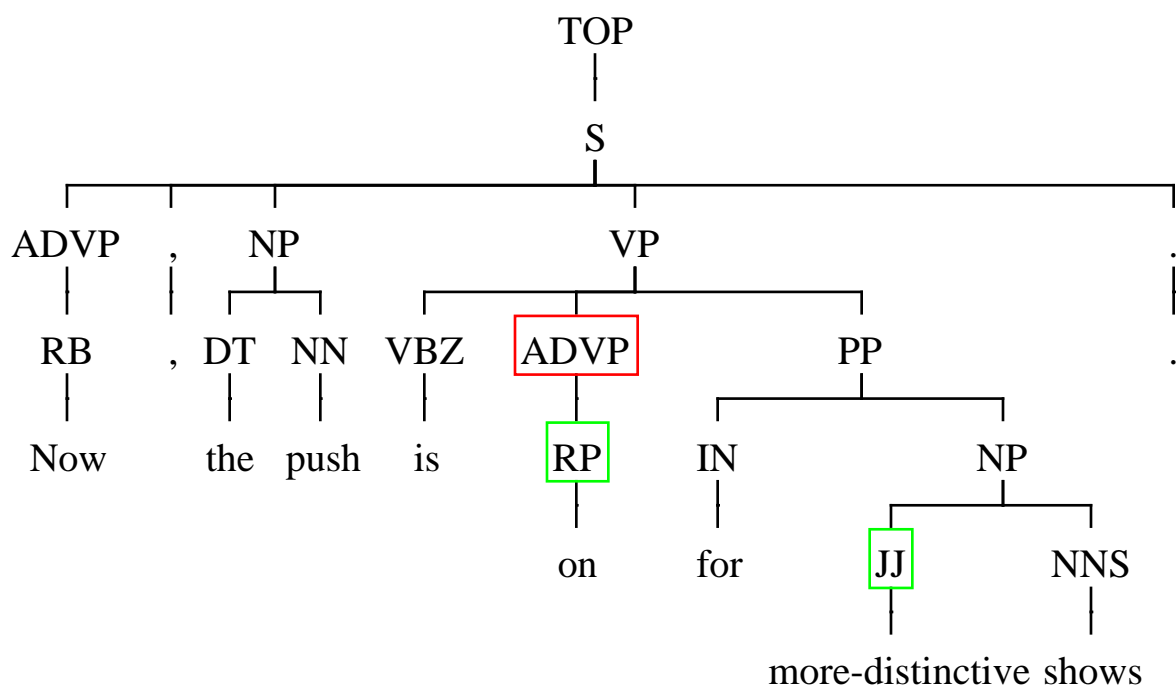 TOP
S
ADVP , NP VP .
RB , DT NN VBZ ADVP PP .
Now the push is RP IN NP
on for JJ NNS
more-distinctive shows